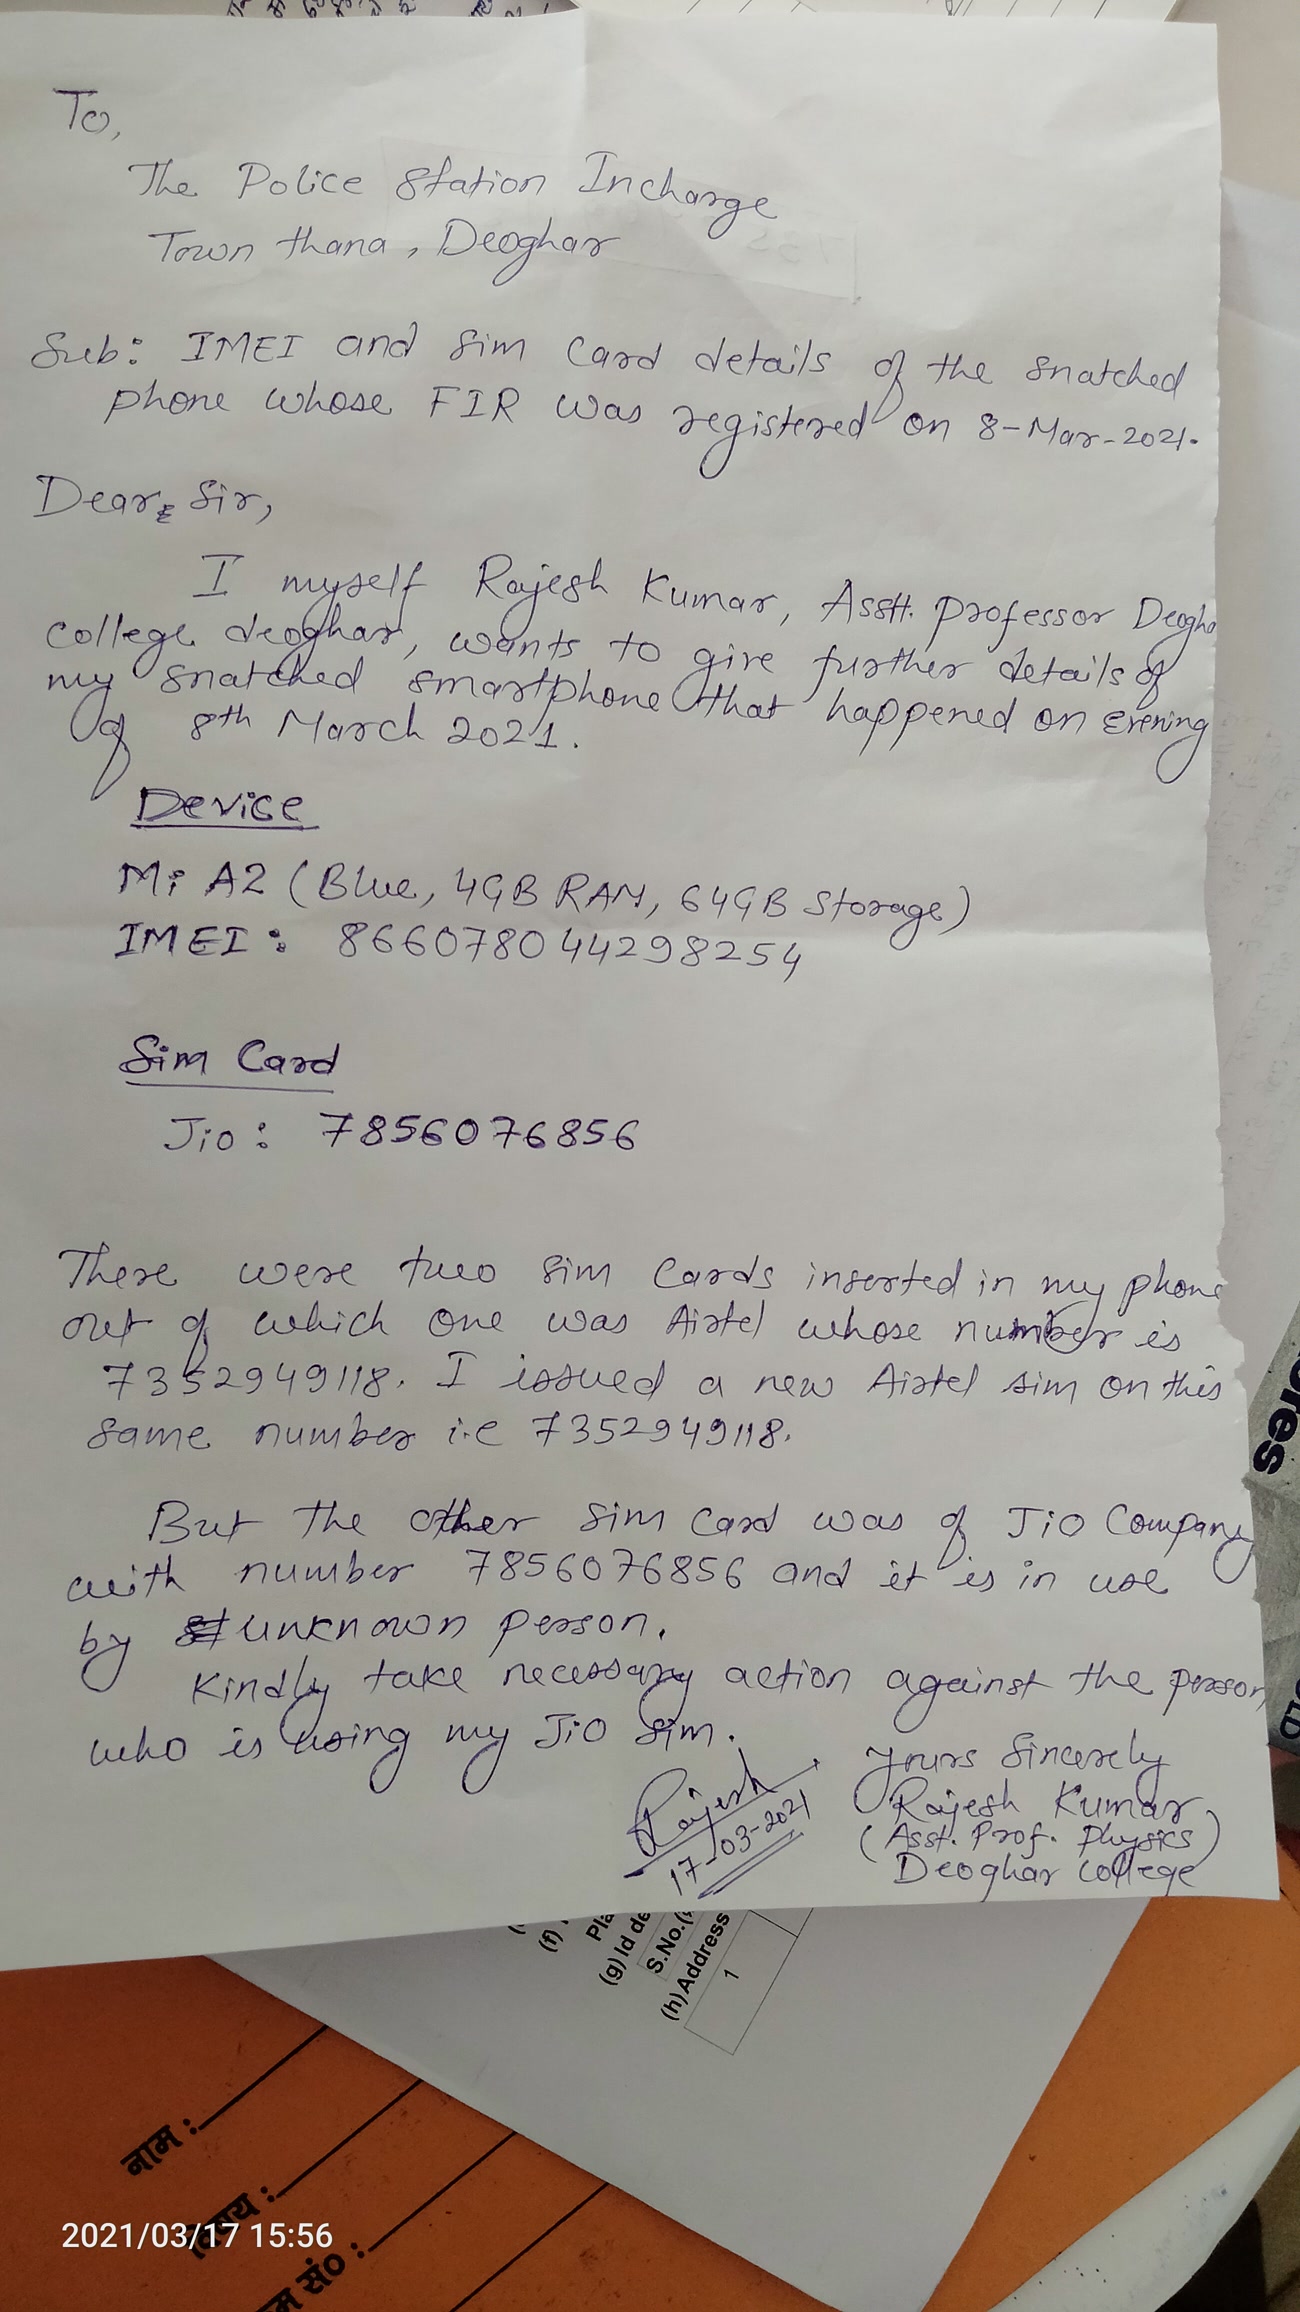 To,
The Police Station Incharge
Town thana, Deoghar
Sub: IMEI and Sim Card details of the snatched
phone whose FIR was registered on 8-Mar-2021.
Dear Sir,
I myself Rajesh Kumar, Asstt. professor Deogha
college deoghar, wants to give further details of
my snatched smartphone that happened on Evening
of 8th March 2021.
Device
Mi A2 (Blue, 4GB RAM, 64GB Storage)
IMEI: 866078044298254
Sim Card
Jio: 7856076856
There were two Sim Cards inserted in my phone
out of which one was Airtel whose number is
7352949118. I issued a new Airtel sim on this
same number i.e 7352949118.
But the other Sim Card was of Jio Company
with number 7856076856 and it is in use
by unknown person.
Kindly take necessary action against the person
who is using my Jio Sim.
Yours Sincerely
Rajesh
17-03-2021
Rajesh Kumar
(Asst. Prof. Physics)
Deoghar College
ores
OLD
(f)
Pla
(g) Id de
S.No.
(h) Address
1
नाम :
विषय :
सं० :
2021/03/17 15:56